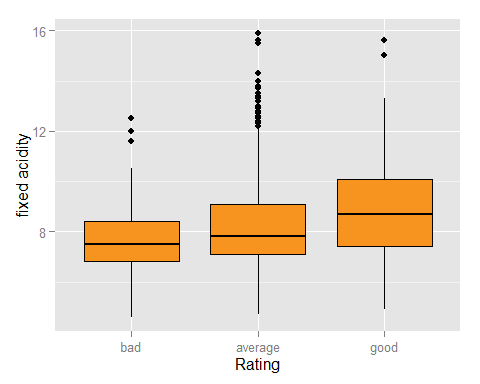 fixed acidity
16
12
8
bad average good
Rating